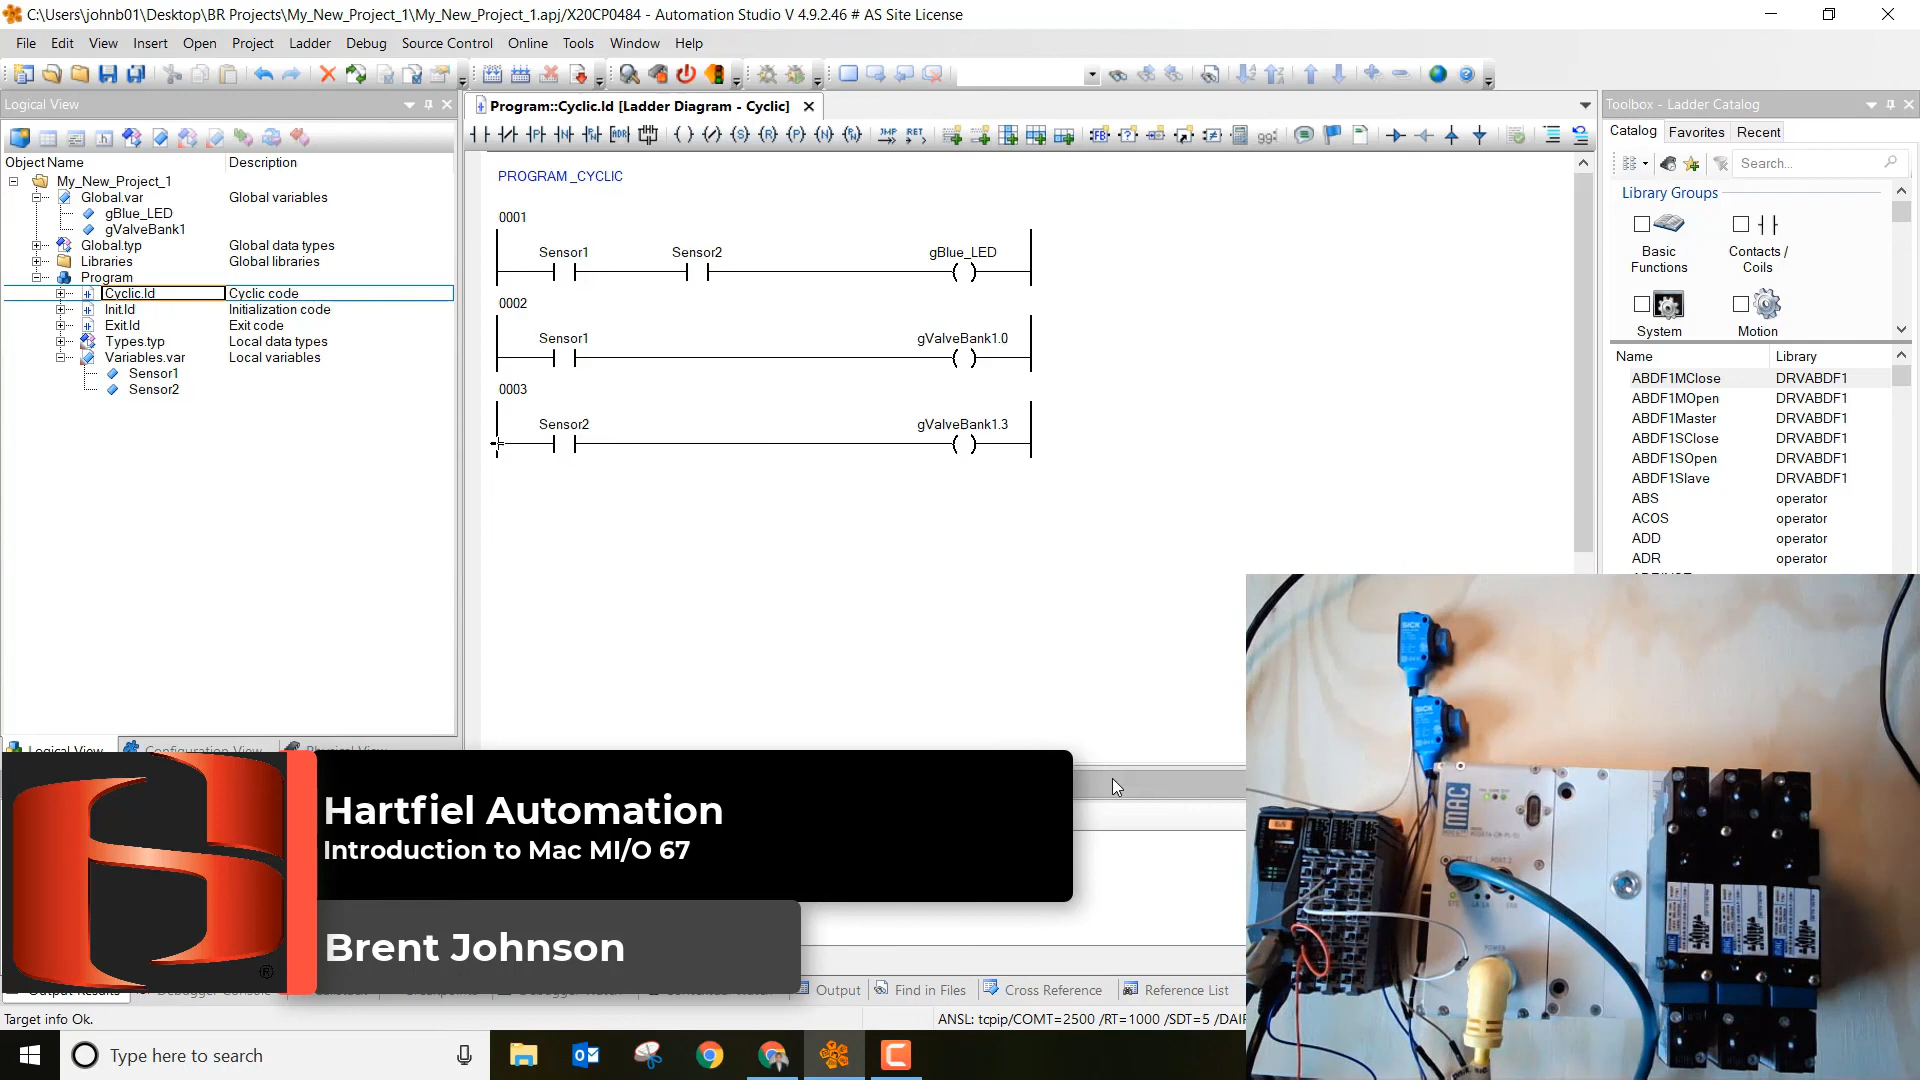 C:\Users\johnb01\Desktop\BR Projects\My_New_Project_1\My_New_Project_1.apj/X20CP0484 - Automation Studio V 4.9.2.46 # AS Site License
File Edit View Insert Open Project Ladder Debug Source Control Online Tools Window Help
Logical View
Program::Cyclic.ld [Ladder Diagram - Cyclic]
Toolbox - Ladder Catalog
Catalog Favorites Recent
Search...
Object Name Description
My_New_Project_1
Global.var Global variables
gBlue_LED
gValveBank1
Global.typ Global data types
Libraries Global libraries
Program
Cyclic.ld Cyclic code
Init.ld Initialization code
Exit.ld Exit code
Types.typ Local data types
Variables.var Local variables
Sensor1
Sensor2
PROGRAM _CYCLIC
0001
Sensor1 Sensor2 gBlue_LED
0002
Sensor1 gValveBank1.0
0003
Sensor2 gValveBank1.3
Library Groups
Basic Functions
Contacts / Coils
System
Motion
Name Library
ABDF1MClose DRVABDF1
ABDF1MOpen DRVABDF1
ABDF1Master DRVABDF1
ABDF1SClose DRVABDF1
ABDF1SOpen DRVABDF1
ABDF1Slave DRVABDF1
ABS operator
ACOS operator
ADD operator
ADR operator
SICK
SICK
MAC
PORT 2
POWER
Hartfiel Automation
Introduction to Mac MI/O 67
Brent Johnson
Output Find in Files Cross Reference Reference List
Target info Ok.
ANSL: tcpip/COMT=2500 /RT=1000 /SDT=5 /DAIP
Type here to search